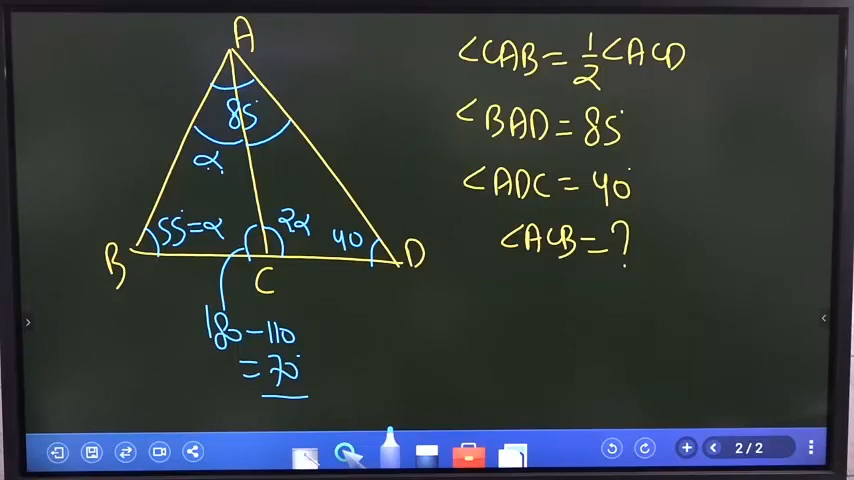 A
85°
α
55°=α
2α
40
B
C
D
180-110
=70°
∠CAB=1/2∠ACD
∠BAD=85°
∠ADC=40°
∠ACB=?
2/2